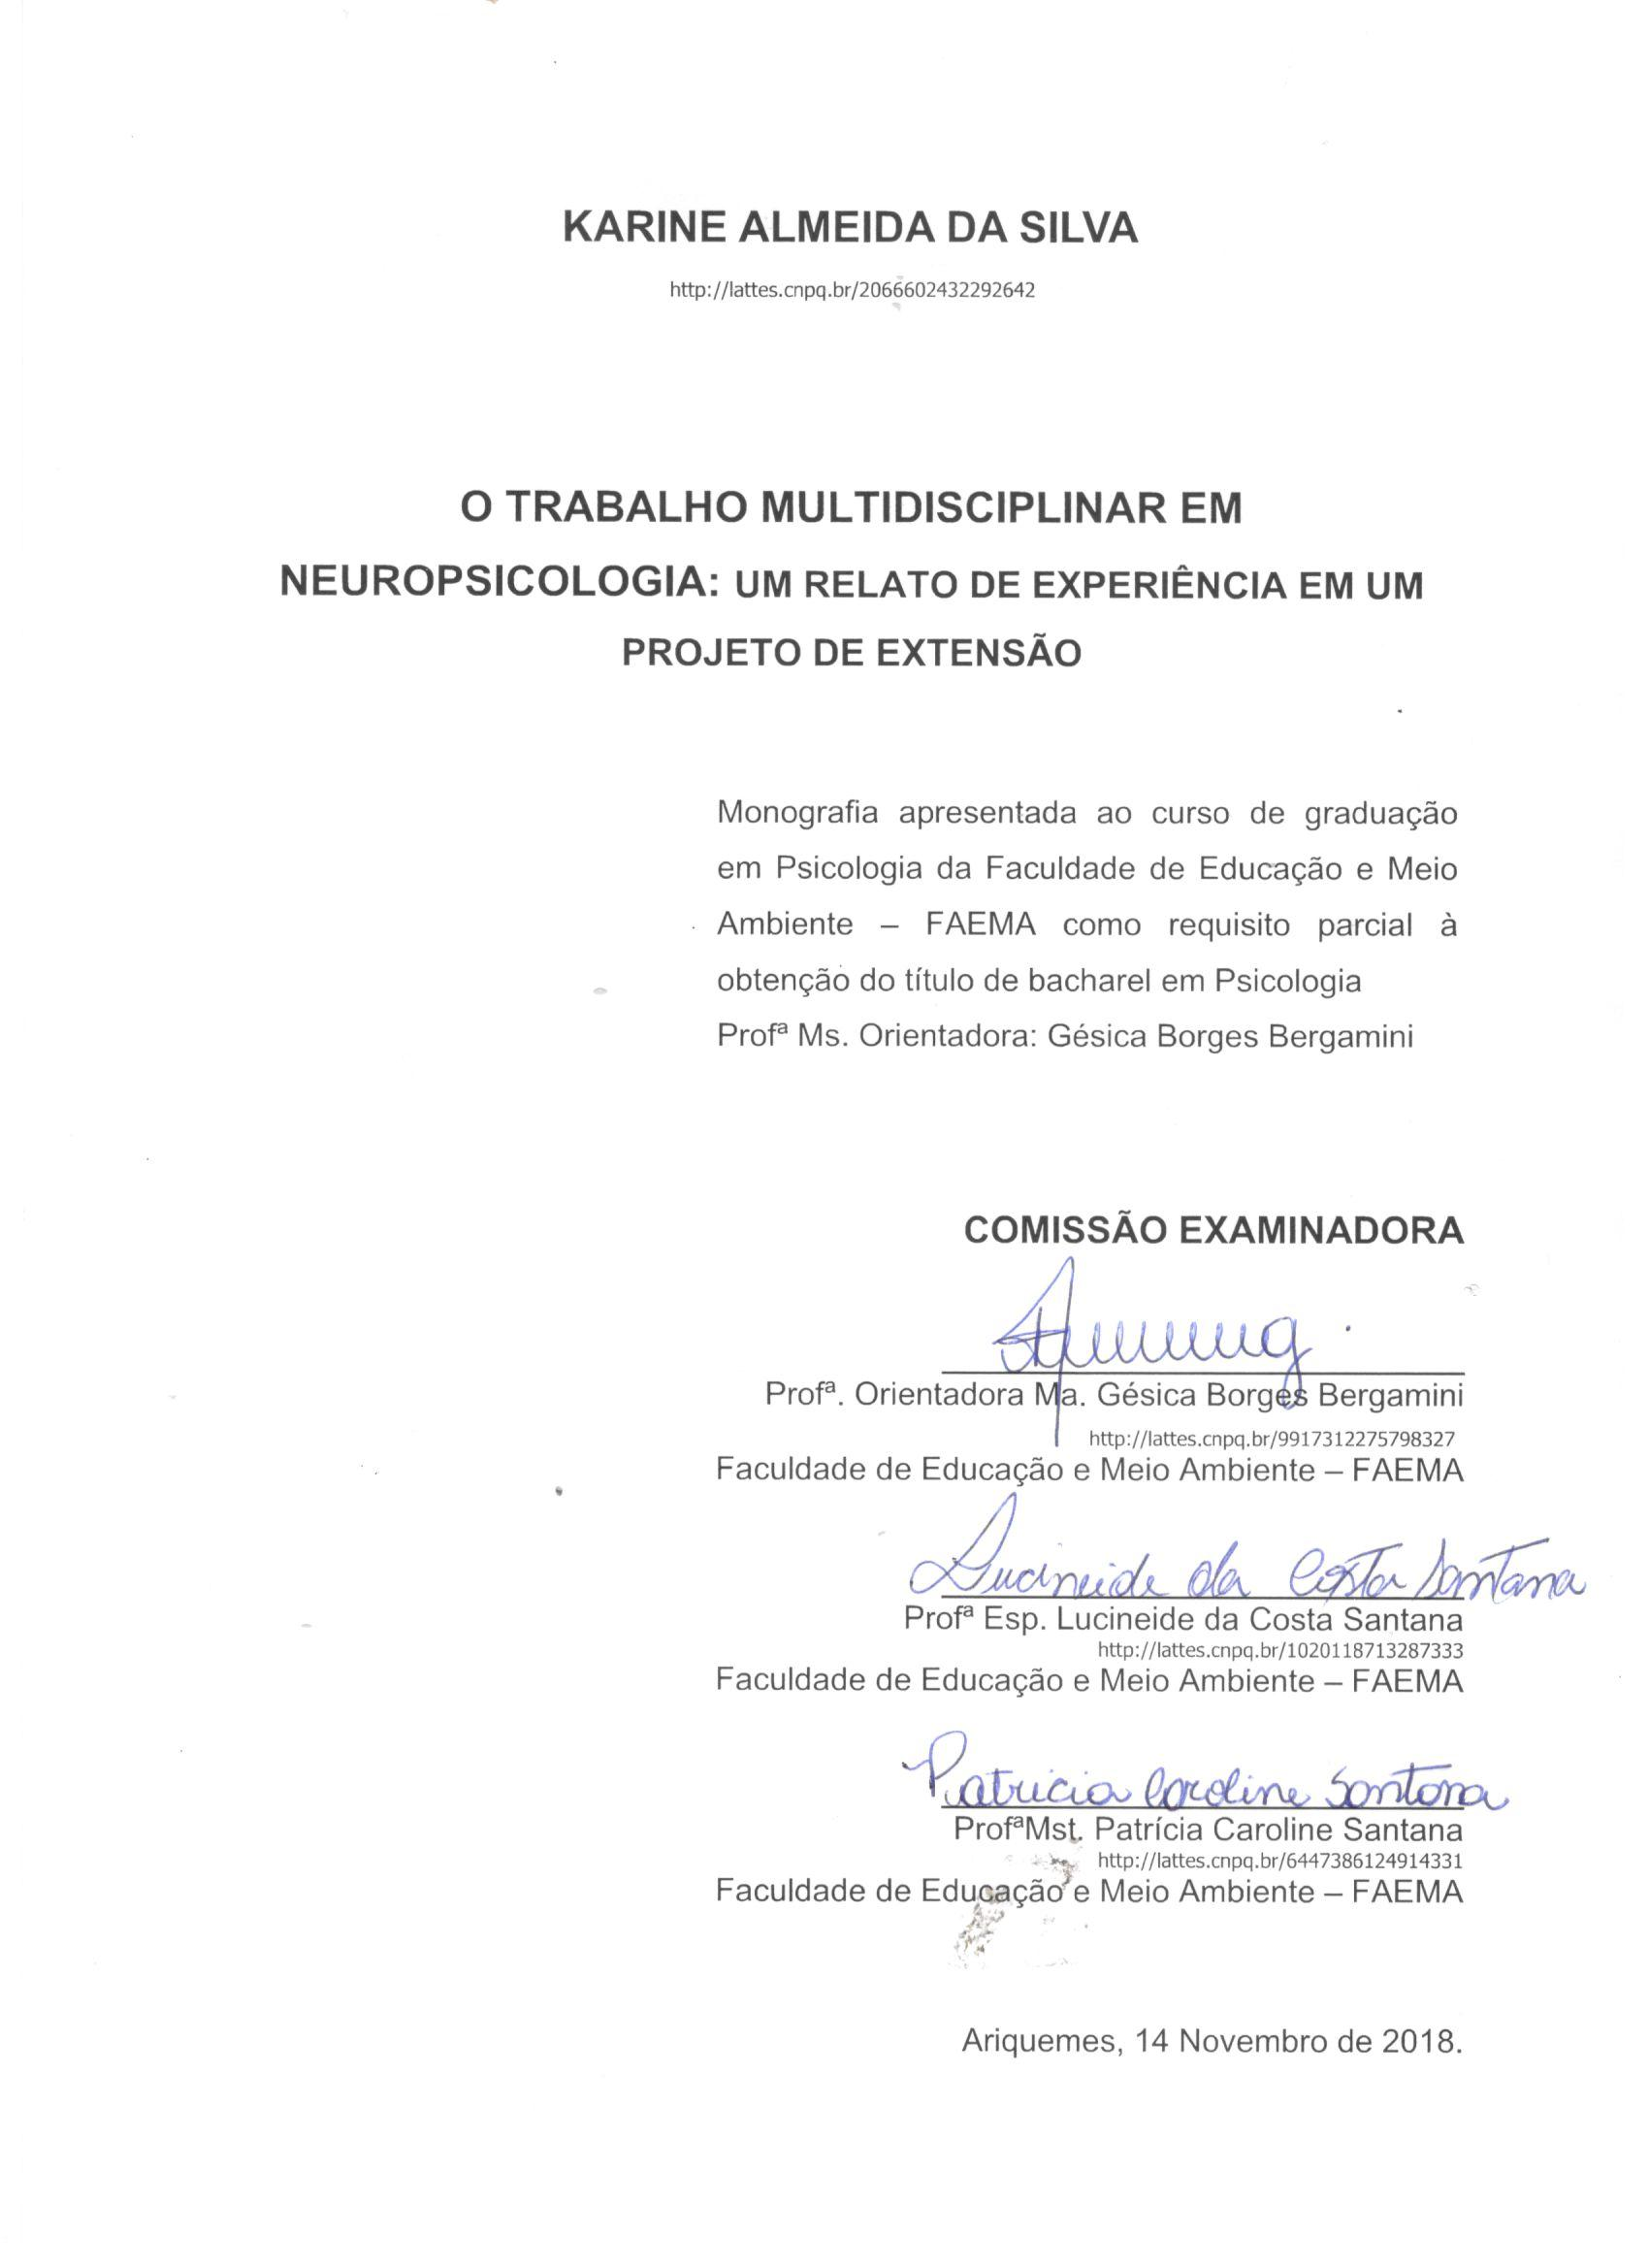 KARINE ALMEIDA DA SILVA
http://lattes.cnpq.br/2066602432292642
O TRABALHO MULTIDISCIPLINAR EM
NEUROPSICOLOGIA: UM RELATO DE EXPERIÊNCIA EM UM
PROJETO DE EXTENSÃO
Monografia apresentada ao curso de graduação
em Psicologia da Faculdade de Educação e Meio
Ambiente – FAEMA como requisito parcial à
obtenção do título de bacharel em Psicologia
Profª Ms. Orientadora: Gésica Borges Bergamini
COMISSÃO EXAMINADORA
Profª. Orientadora Ma. Gésica Borges Bergamini
http://lattes.cnpq.br/9917312275798327
Faculdade de Educação e Meio Ambiente – FAEMA
Lucineide da Costa Santana
Profª Esp. Lucineide da Costa Santana
http://lattes.cnpq.br/1020118713287333
Faculdade de Educação e Meio Ambiente – FAEMA
Patricia Caroline Santana
ProfªMst. Patrícia Caroline Santana
http://lattes.cnpq.br/6447386124914331
Faculdade de Educação e Meio Ambiente – FAEMA
Ariquemes, 14 Novembro de 2018.